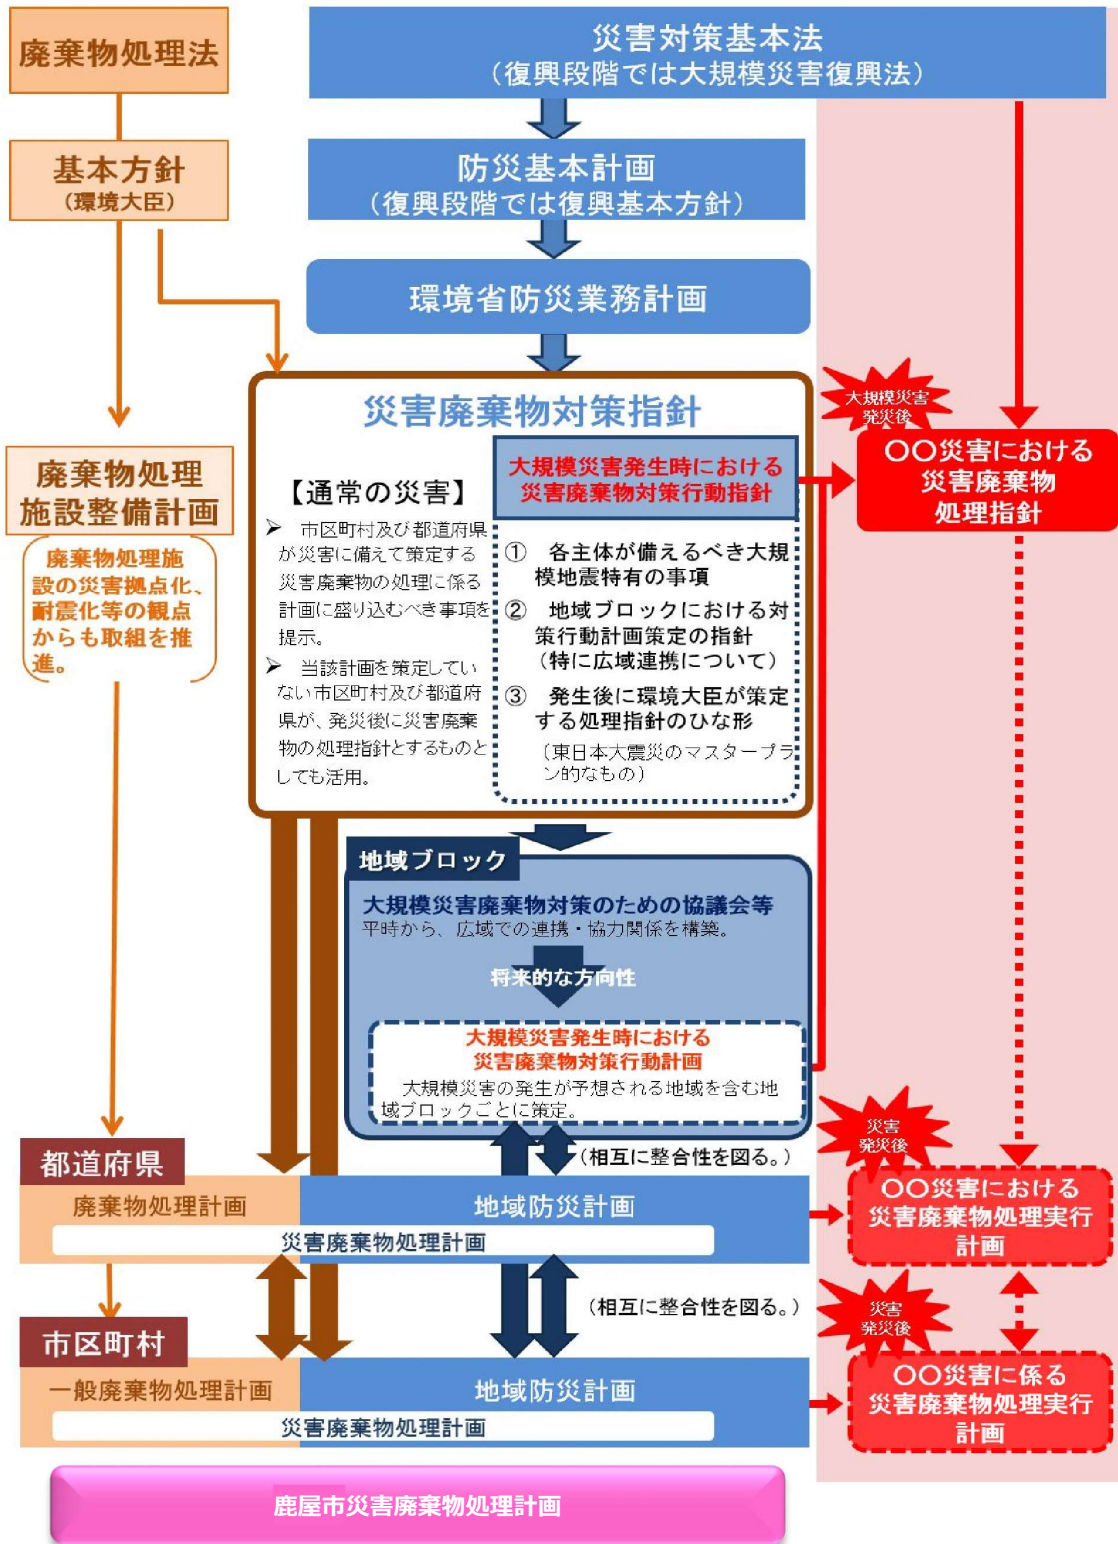 廃棄物処理法
災害対策基本法
(復興段階では大規模災害復興法)
基本方針
(環境大臣)
防災基本計画
(復興段階では復興基本方針)
環境省防災業務計画
災害廃棄物対策指針
【通常の災害】
➢ 市区町村及び都道府県
が災害に備えて策定する
災害廃棄物の処理に係る
計画に盛り込むべき事項を
提示。
➢ 当該計画を策定してい
ない市区町村及び都道府
県が、発災後に災害廃棄
物の処理指針とするものと
しても活用。
大規模災害発生時における
災害廃棄物対策行動指針
① 各主体が備えるべき大規
模地震特有の事項
② 地域ブロックにおける対
策行動計画策定の指針
(特に広域連携について)
③ 発生後に環境大臣が策定
する処理指針のひな形
(東日本大震災のマスタープラ
ン的なもの)
大規模災害
発災後
〇〇災害における
災害廃棄物
処理指針
廃棄物処理
施設整備計画
廃棄物処理施
設の災害拠点化、
耐震化等の観点
からも取組を推
進。
地域ブロック
大規模災害廃棄物対策のための協議会等
平時から、広域での連携・協力関係を構築。
将来的な方向性
大規模災害発生時における
災害廃棄物対策行動計画
大規模災害の発生が予想される地域を含む地
域ブロックごとに策定。
都道府県
(相互に整合性を図る。)
災害
発災後
廃棄物処理計画
地域防災計画
災害廃棄物処理計画
〇〇災害における
災害廃棄物処理実行
計画
市区町村
(相互に整合性を図る。)
災害
発災後
一般廃棄物処理計画
地域防災計画
災害廃棄物処理計画
〇〇災害に係る
災害廃棄物処理実行
計画
鹿屋市災害廃棄物処理計画